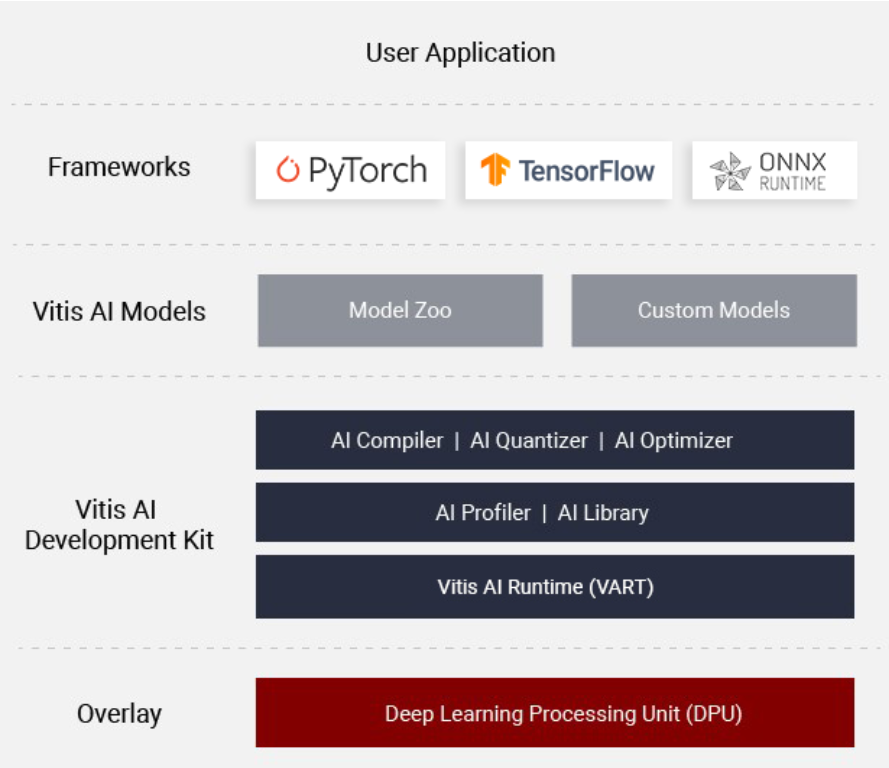 User Application
Frameworks
PyTorch
TensorFlow
ONNX
RUNTIME
Vitis AI Models
Model Zoo
Custom Models
Vitis AI
Development Kit
AI Compiler | AI Quantizer | AI Optimizer
AI Profiler | AI Library
Vitis AI Runtime (VART)
Overlay
Deep Learning Processing Unit (DPU)